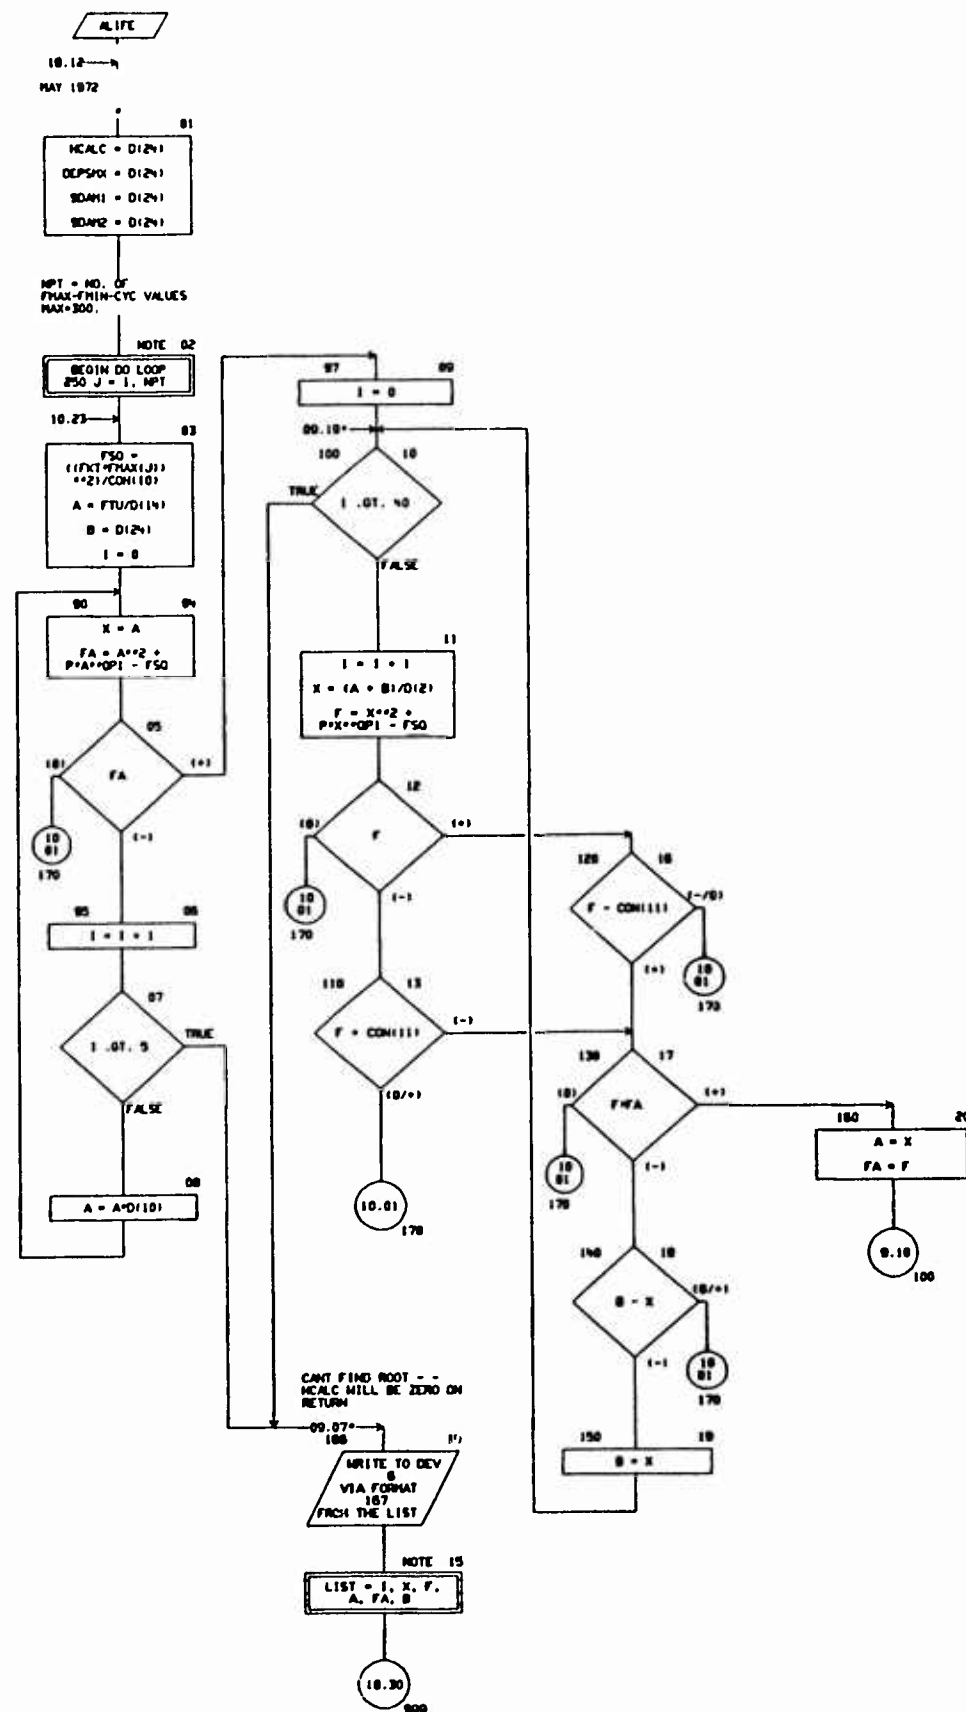 ALIFE
10.12
MAY 1972
01
HCALC = D(24)
DEPSMX = D(24)
SDAM1 = D(24)
SDAM2 = D(24)
NPT = NO. OF
FMAX-FMIN-CYC VALUES
MAX=300.
NOTE 02
BEGIN DO LOOP
250 J = 1, NPT
10.23
03
FSQ =
((FKT*FMAX(J))
**2)/CON(10)
A = FTU/D(14)
B = D(24)
I = 0
90 04
X = A
FA = A**2 +
P*A**QP1 - FSQ
05
FA
(0)
(+)
(-)
10
01
170
95 06
I = I + 1
07
I .GT. 5
TRUE
FALSE
08
A = A*D(10)
97 09
I = 0
09.19*
100 10
I .GT. 40
TRUE
FALSE
11
I = I + 1
X = (A + B)/D(2)
F = X**2 +
P*X**QP1 - FSQ
12
F
(0)
(+)
(-)
10
01
170
110 13
F + CON(11)
(-)
(0/+)
10.01
170
120 16
F - CON(11)
(-/0)
(+)
10
01
170
130 17
F*FA
(0)
(+)
(-)
10
01
170
160 20
A = X
FA = F
9.10
100
140 18
B - X
(0/+)
(-)
10
01
170
150 19
B = X
CANT FIND ROOT - -
HCALC WILL BE ZERO ON
RETURN
09.07*
166
WRITE TO DEV
6
VIA FORMAT
167
FROM THE LIST
NOTE 15
LIST = I, X, F,
A, FA, B
10.30
900